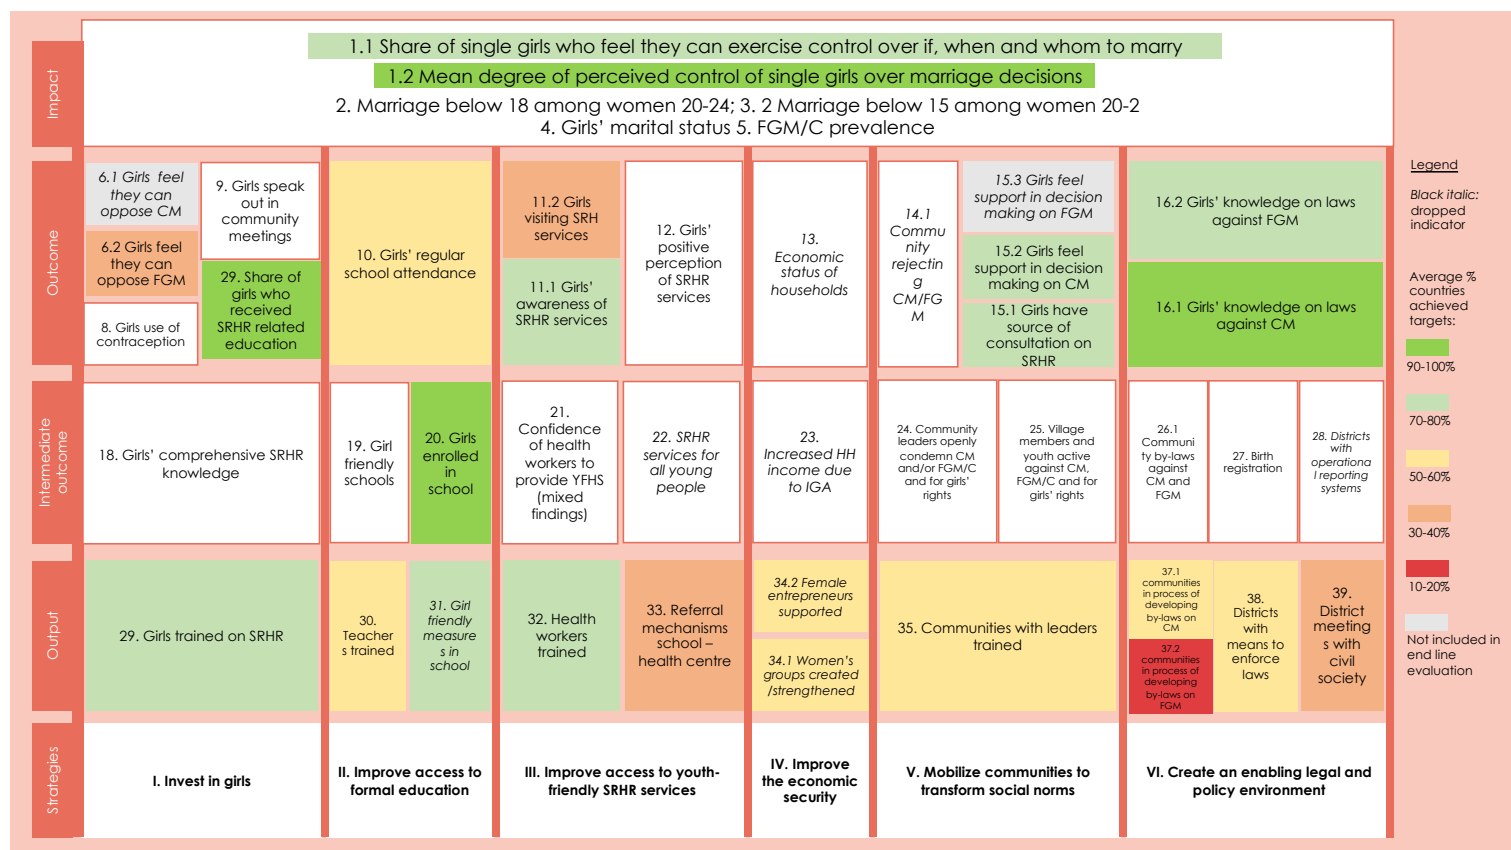 Impact
1.1 Share of single girls who feel they can exercise control over if, when and whom to marry
1.2 Mean degree of perceived control of single girls over marriage decisions
2. Marriage below 18 among women 20-24; 3. 2 Marriage below 15 among women 20-2
4. Girls’ marital status 5. FGM/C prevalence
Outcome
6.1 Girls feel
they can
oppose CM
6.2 Girls feel
they can
oppose FGM
8. Girls use of
contraception
9. Girls speak
out in
community
meetings
29. Share of
girls who
received
SRHR related
education
10. Girls’ regular
school attendance
11.2 Girls
visiting SRH
services
11.1 Girls’
awareness of
SRHR services
12. Girls’
positive
perception
of SRHR
services
13.
Economic
status of
households
14.1
Commu
nity
rejectin
g
CM/FG
M
15.3 Girls feel
support in decision
making on FGM
15.2 Girls feel
support in decision
making on CM
15.1 Girls have
source of
consultation on
SRHR
16.2 Girls’ knowledge on laws
against FGM
16.1 Girls’ knowledge on laws
against CM
Intermediate
outcome
18. Girls’ comprehensive SRHR
knowledge
19. Girl
friendly
schools
20. Girls
enrolled
in
school
21.
Confidence
of health
workers to
provide YFHS
(mixed
findings)
22. SRHR
services for
all young
people
23.
Increased HH
income due
to IGA
24. Community
leaders openly
condemn CM
and/or FGM/C
and for girls’
rights
25. Village
members and
youth active
against CM,
FGM/C and for
girls’ rights
26.1
Communi
ty by-laws
against
CM and
FGM
27. Birth
registration
28. Districts
with
operationa
l reporting
systems
Output
29. Girls trained on SRHR
30.
Teacher
s trained
31. Girl
friendly
measure
s in
school
32. Health
workers
trained
33. Referral
mechanisms
school –
health centre
34.2 Female
entrepreneurs
supported
34.1 Women’s
groups created
/strengthened
35. Communities with leaders
trained
37.1
communities
in process of
developing
by-laws on
CM
37.2
communities
in process of
developing
by-laws on
FGM
38.
Districts
with
means to
enforce
laws
39.
District
meeting
s with
civil
society
Strategies
I. Invest in girls
II. Improve access to
formal education
III. Improve access to youth-
friendly SRHR services
IV. Improve
the economic
security
V. Mobilize communities to
transform social norms
VI. Create an enabling legal and
policy environment
Legend
Black italic:
dropped
indicator
Average %
countries
achieved
targets:
90-100%
70-80%
50-60%
30-40%
10-20%
Not included in
end line
evaluation